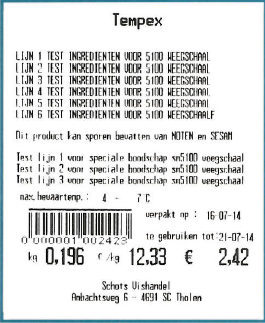 Tempex
LIJN 1 TEST INGREDIENTEN VOOR 5100 WEEGSCHAAL
LIJN 2 TEST INGREDIENTEN VOOR 5100 WEEGSCHAAL
LIJN 3 TEST INGREDIENTEN VOOR 5100 WEEGSCHAAL
LIJN 4 TEST INGREDIENTEN VOOR 5100 WEEGSCHAAL
LIJN 5 TEST INGREDIENTEN VOOR 5100 WEEGSCHAAL
LIJN 6 TEST INGREDIENTEN VOOR 5100 WEEGSCHAALF
Dit product kan sporen bevatten van NOTEN en SESAM
Test lijn 1 voor speciale bondschap sm5100 weegschaal
Test lijn 2 voor speciale bondschap sm5100 weegschaal
Test lijn 3 voor speciale bondschap sm5100 weegschaal
max.bewaartemp.: 4 - 7 C
verpakt op : 16-07-14
0 000001 002423
te gebruiken tot:21-07-14
kg 0,196 € /kg 12,33 € 2,42
Schots Vishandel
Ambachtsweg 6 - 4691 SC Tholen